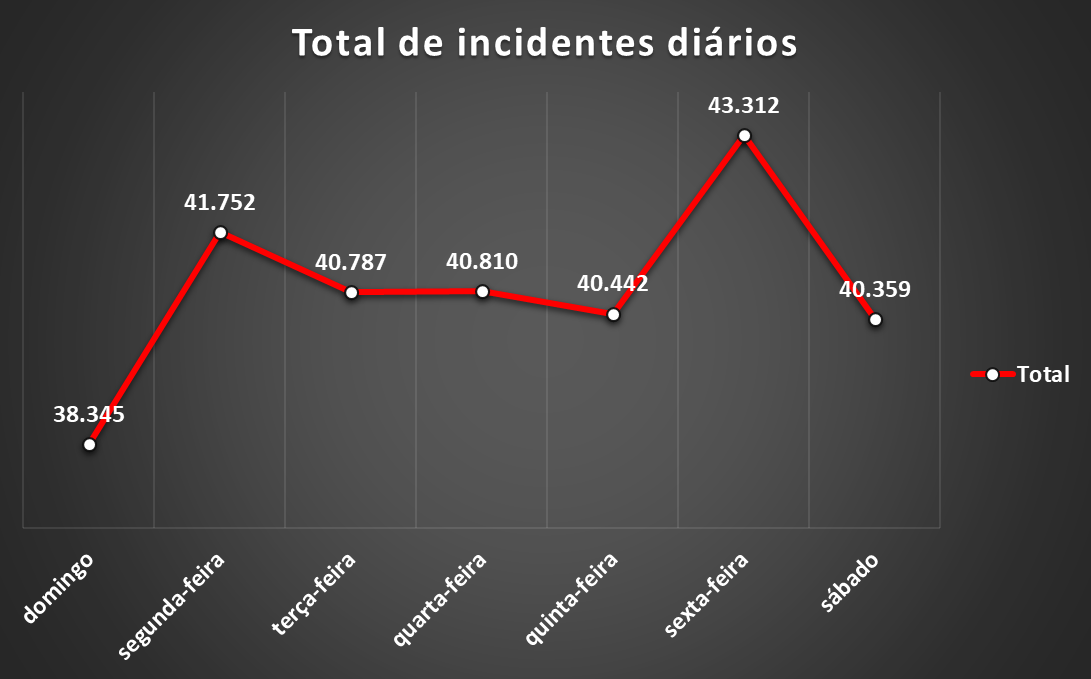 Total de incidentes diários
43.312
41.752
40.787
40.810
40.442
40.359
38.345
Total
domingo
segunda-feira
terça-feira
quarta-feira
quinta-feira
sexta-feira
sábado